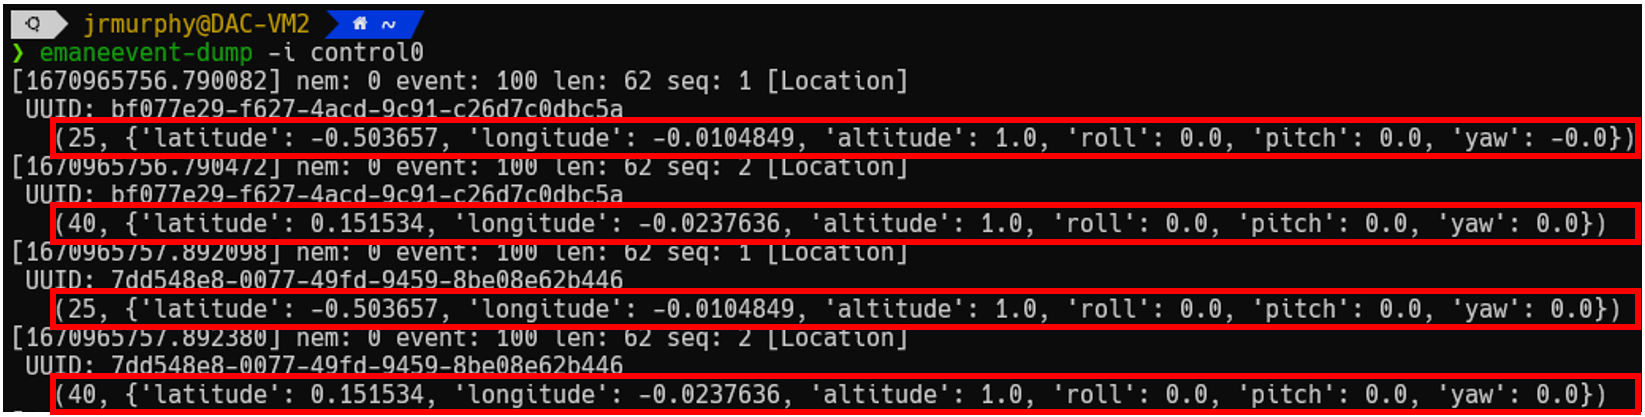 jrmurphy@DAC-VM2 ~
❯ emaneevent-dump -i control0
[1670965756.790082] nem: 0 event: 100 len: 62 seq: 1 [Location]
UUID: bf077e29-f627-4acd-9c91-c26d7c0dbc5a
(25, {'latitude': -0.503657, 'longitude': -0.0104849, 'altitude': 1.0, 'roll': 0.0, 'pitch': 0.0, 'yaw': -0.0})
[1670965756.790472] nem: 0 event: 100 len: 62 seq: 2 [Location]
UUID: bf077e29-f627-4acd-9c91-c26d7c0dbc5a
(40, {'latitude': 0.151534, 'longitude': -0.0237636, 'altitude': 1.0, 'roll': 0.0, 'pitch': 0.0, 'yaw': 0.0})
[1670965757.892098] nem: 0 event: 100 len: 62 seq: 1 [Location]
UUID: 7dd548e8-0077-49fd-9459-8be08e62b446
(25, {'latitude': -0.503657, 'longitude': -0.0104849, 'altitude': 1.0, 'roll': 0.0, 'pitch': 0.0, 'yaw': 0.0})
[1670965757.892380] nem: 0 event: 100 len: 62 seq: 2 [Location]
UUID: 7dd548e8-0077-49fd-9459-8be08e62b446
(40, {'latitude': 0.151534, 'longitude': -0.0237636, 'altitude': 1.0, 'roll': 0.0, 'pitch': 0.0, 'yaw': 0.0})